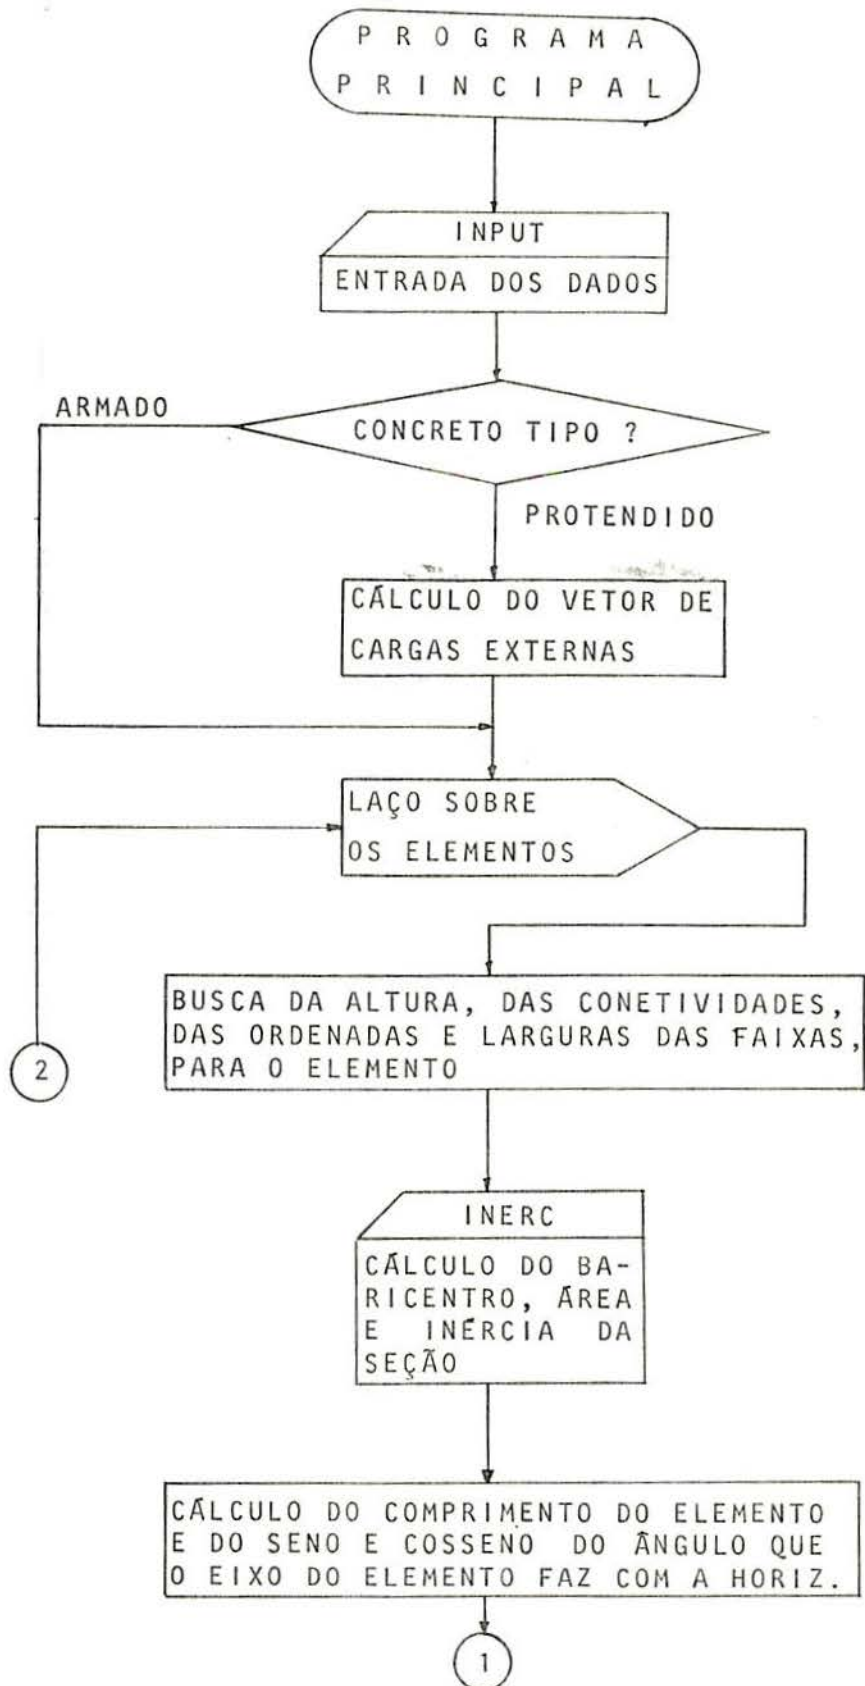 PROGRAMA
PRINCIPAL
INPUT
ENTRADA DOS DADOS
ARMADO
CONCRETO TIPO ?
PROTENDIDO
CÁLCULO DO VETOR DE
CARGAS EXTERNAS
LAÇO SOBRE
OS ELEMENTOS
BUSCA DA ALTURA, DAS CONETIVIDADES,
DAS ORDENADAS E LARGURAS DAS FAIXAS,
PARA O ELEMENTO
2
INERC
CÁLCULO DO BA-
RICENTRO, ÁREA
E INÉRCIA DA
SEÇÃO
CÁLCULO DO COMPRIMENTO DO ELEMENTO
E DO SENO E COSSENO DO ÂNGULO QUE
O EIXO DO ELEMENTO FAZ COM A HORIZ.
1